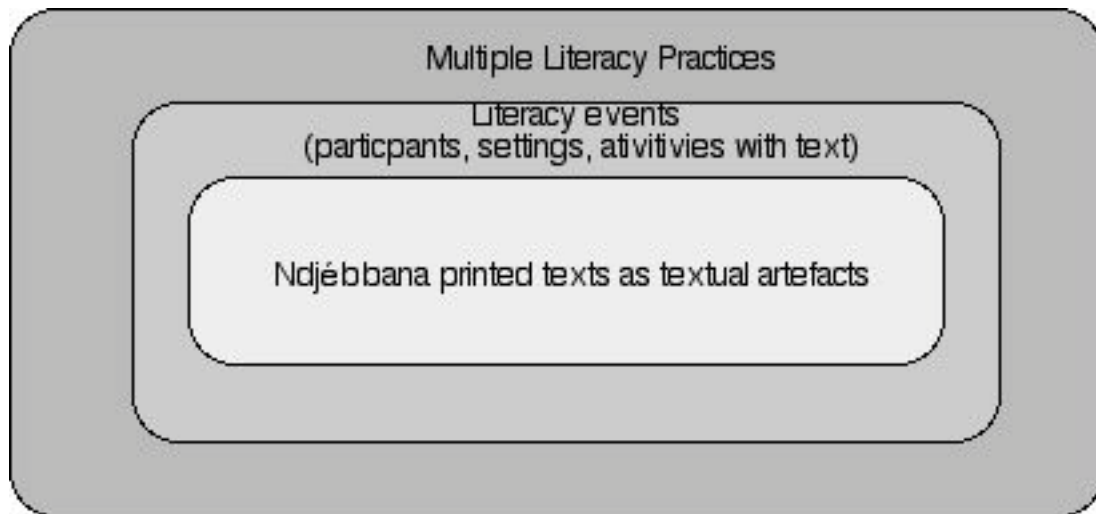 Multiple Literacy Practices
Literacy events
(particpants, settings, ativitivies with text)
Ndjébbana printed texts as textual artefacts